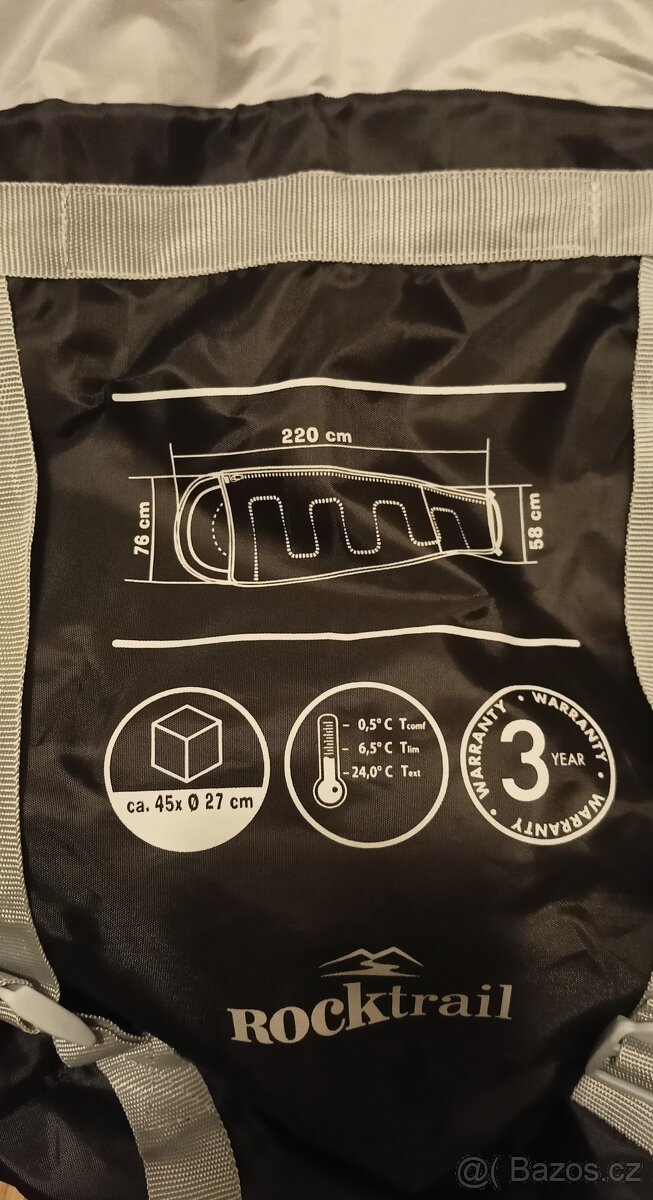 220 cm
76 cm
58 cm
ca. 45x Ø 27 cm
- 0,5° C Tcomf
- 6,5° C Tlim
-24,0° C Text
WARRANTY • WARRANTY • WARRANTY • WARRANTY •
3 YEAR
ROCKtrail
@( Bazos.cz